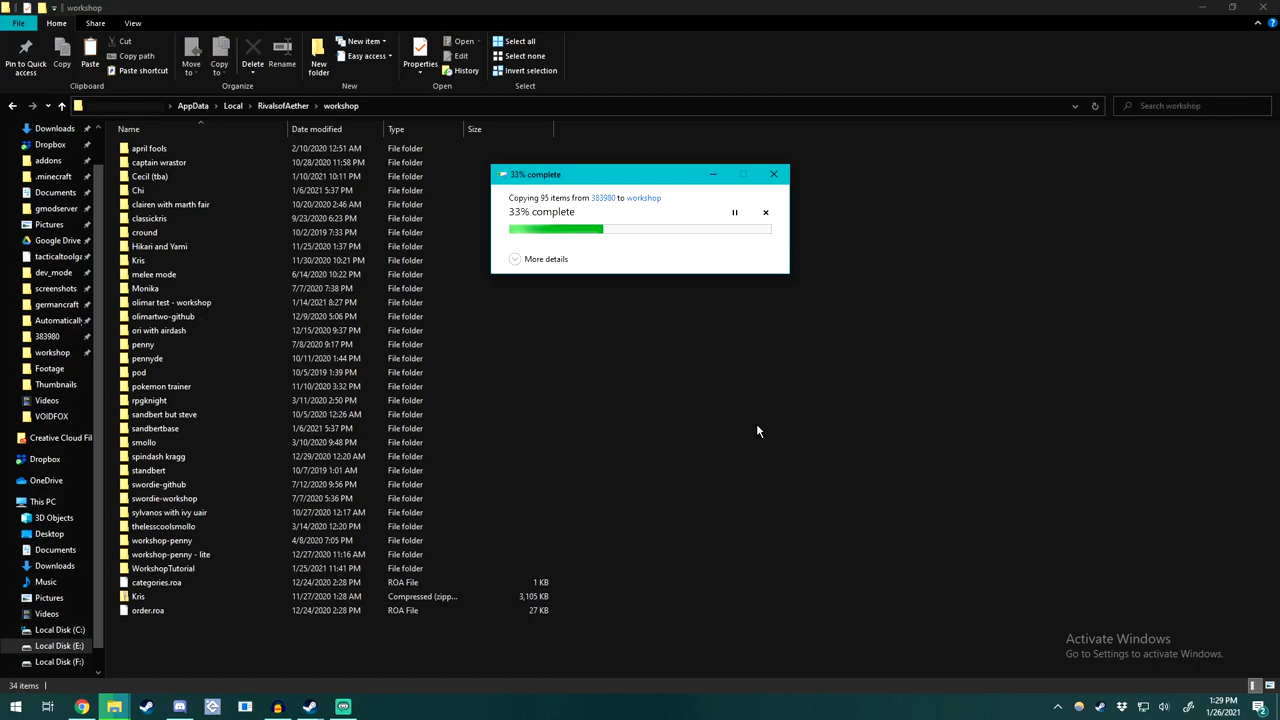 workshop
File Home Share View
Pin to Quick access
Copy
Paste
Cut
Copy path
Paste shortcut
Clipboard
Move to
Copy to
Delete
Rename
Organize
New folder
New item
Easy access
New
Properties
Open
Edit
History
Open
Select all
Select none
Invert selection
Select
AppData Local RivalsofAether workshop
Search workshop
Name Date modified Type Size
Downloads
Dropbox
addons
.minecraft
Documents
gmodserver
Pictures
Google Drive
tacticaltoolga
dev_mode
screenshots
germancraft
Automatically
383980
workshop
Footage
Thumbnails
Videos
VOIDFOX
Creative Cloud Fil
Dropbox
OneDrive
This PC
3D Objects
Desktop
Documents
Downloads
Music
Pictures
Videos
Local Disk (C:)
Local Disk (E:)
Local Disk (F:)
april fools 2/10/2020 12:51 AM File folder
captain wrastor 10/28/2020 11:58 PM File folder
Cecil (tba) 1/10/2021 10:11 PM File folder
Chi 1/6/2021 5:37 PM File folder
clairen with marth fair 10/20/2020 2:46 AM File folder
classickris 9/23/2020 6:23 PM File folder
cround 10/2/2019 7:33 PM File folder
Hikari and Yami 11/25/2020 1:37 PM File folder
Kris 11/30/2020 10:21 PM File folder
melee mode 6/14/2020 10:22 PM File folder
Monika 7/7/2020 7:38 PM File folder
olimar test - workshop 1/14/2021 8:27 PM File folder
olimartwo-github 12/9/2020 5:06 PM File folder
ori with airdash 12/15/2020 9:37 PM File folder
penny 7/8/2020 9:17 PM File folder
pennyde 10/11/2020 1:44 PM File folder
pod 10/5/2019 1:39 PM File folder
pokemon trainer 11/10/2020 3:32 PM File folder
rpgknight 3/11/2020 2:50 PM File folder
sandbert but steve 10/5/2020 12:26 AM File folder
sandbertbase 1/6/2021 5:37 PM File folder
smollo 3/10/2020 9:48 PM File folder
spindash kragg 12/29/2020 12:20 AM File folder
standbert 10/7/2019 1:01 AM File folder
swordie-github 7/12/2020 9:56 PM File folder
swordie-workshop 7/7/2020 5:36 PM File folder
sylvanos with ivy uair 10/27/2020 12:17 AM File folder
thelesscoolsmollo 3/14/2020 12:20 PM File folder
workshop-penny 4/8/2020 7:05 PM File folder
workshop-penny - lite 12/27/2020 11:16 AM File folder
WorkshopTutorial 1/25/2021 11:41 PM File folder
categories.roa 12/24/2020 2:28 PM ROA File 1 KB
Kris 11/27/2020 1:28 AM Compressed (zipp... 3,105 KB
order.roa 12/24/2020 2:28 PM ROA File 27 KB
33% complete
Copying 95 items from 383980 to workshop
33% complete
More details
Activate Windows
Go to Settings to activate Windows.
34 items
1:29 PM
1/26/2021
2